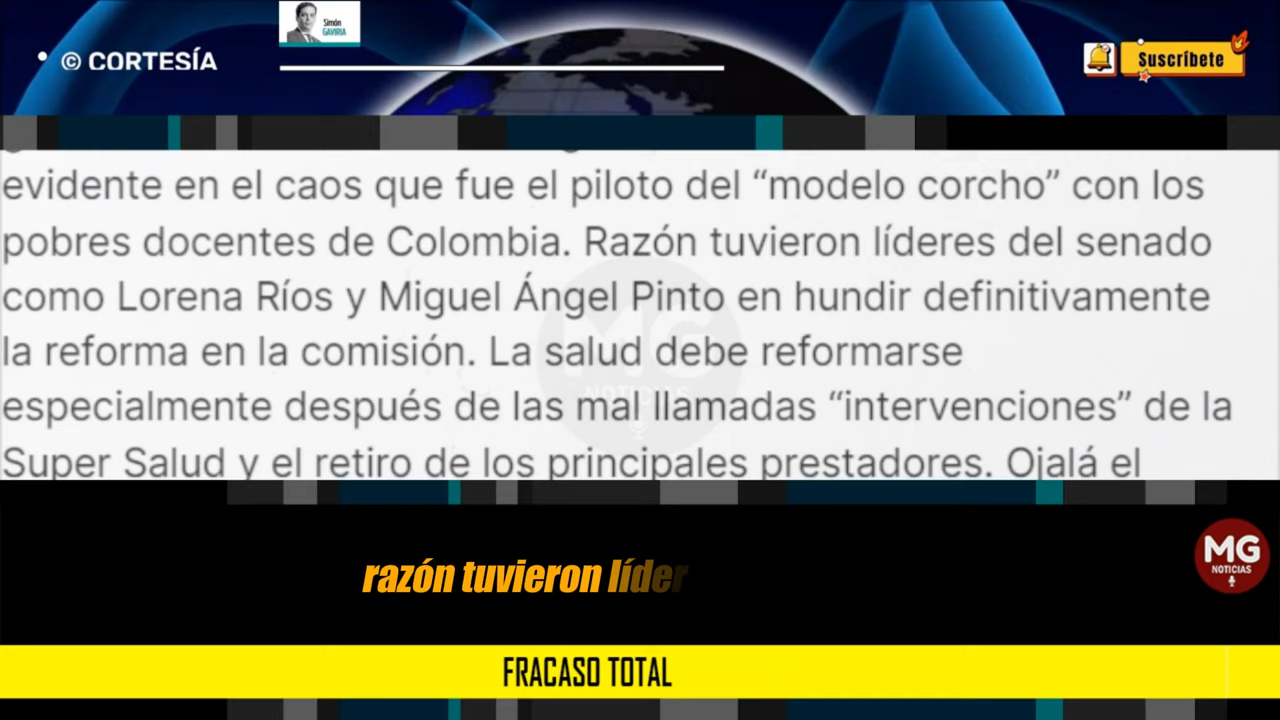 Simón
GAVIRIA
© CORTESÍA
Suscríbete
evidente en el caos que fue el piloto del “modelo corcho” con los
pobres docentes de Colombia. Razón tuvieron líderes del senado
como Lorena Ríos y Miguel Ángel Pinto en hundir definitivamente
la reforma en la comisión. La salud debe reformarse
especialmente después de las mal llamadas “intervenciones” de la
Super Salud y el retiro de los principales prestadores. Ojalá el
MG
NOTICIAS
razón tuvieron líder
MG
NOTICIAS
FRACASO TOTAL